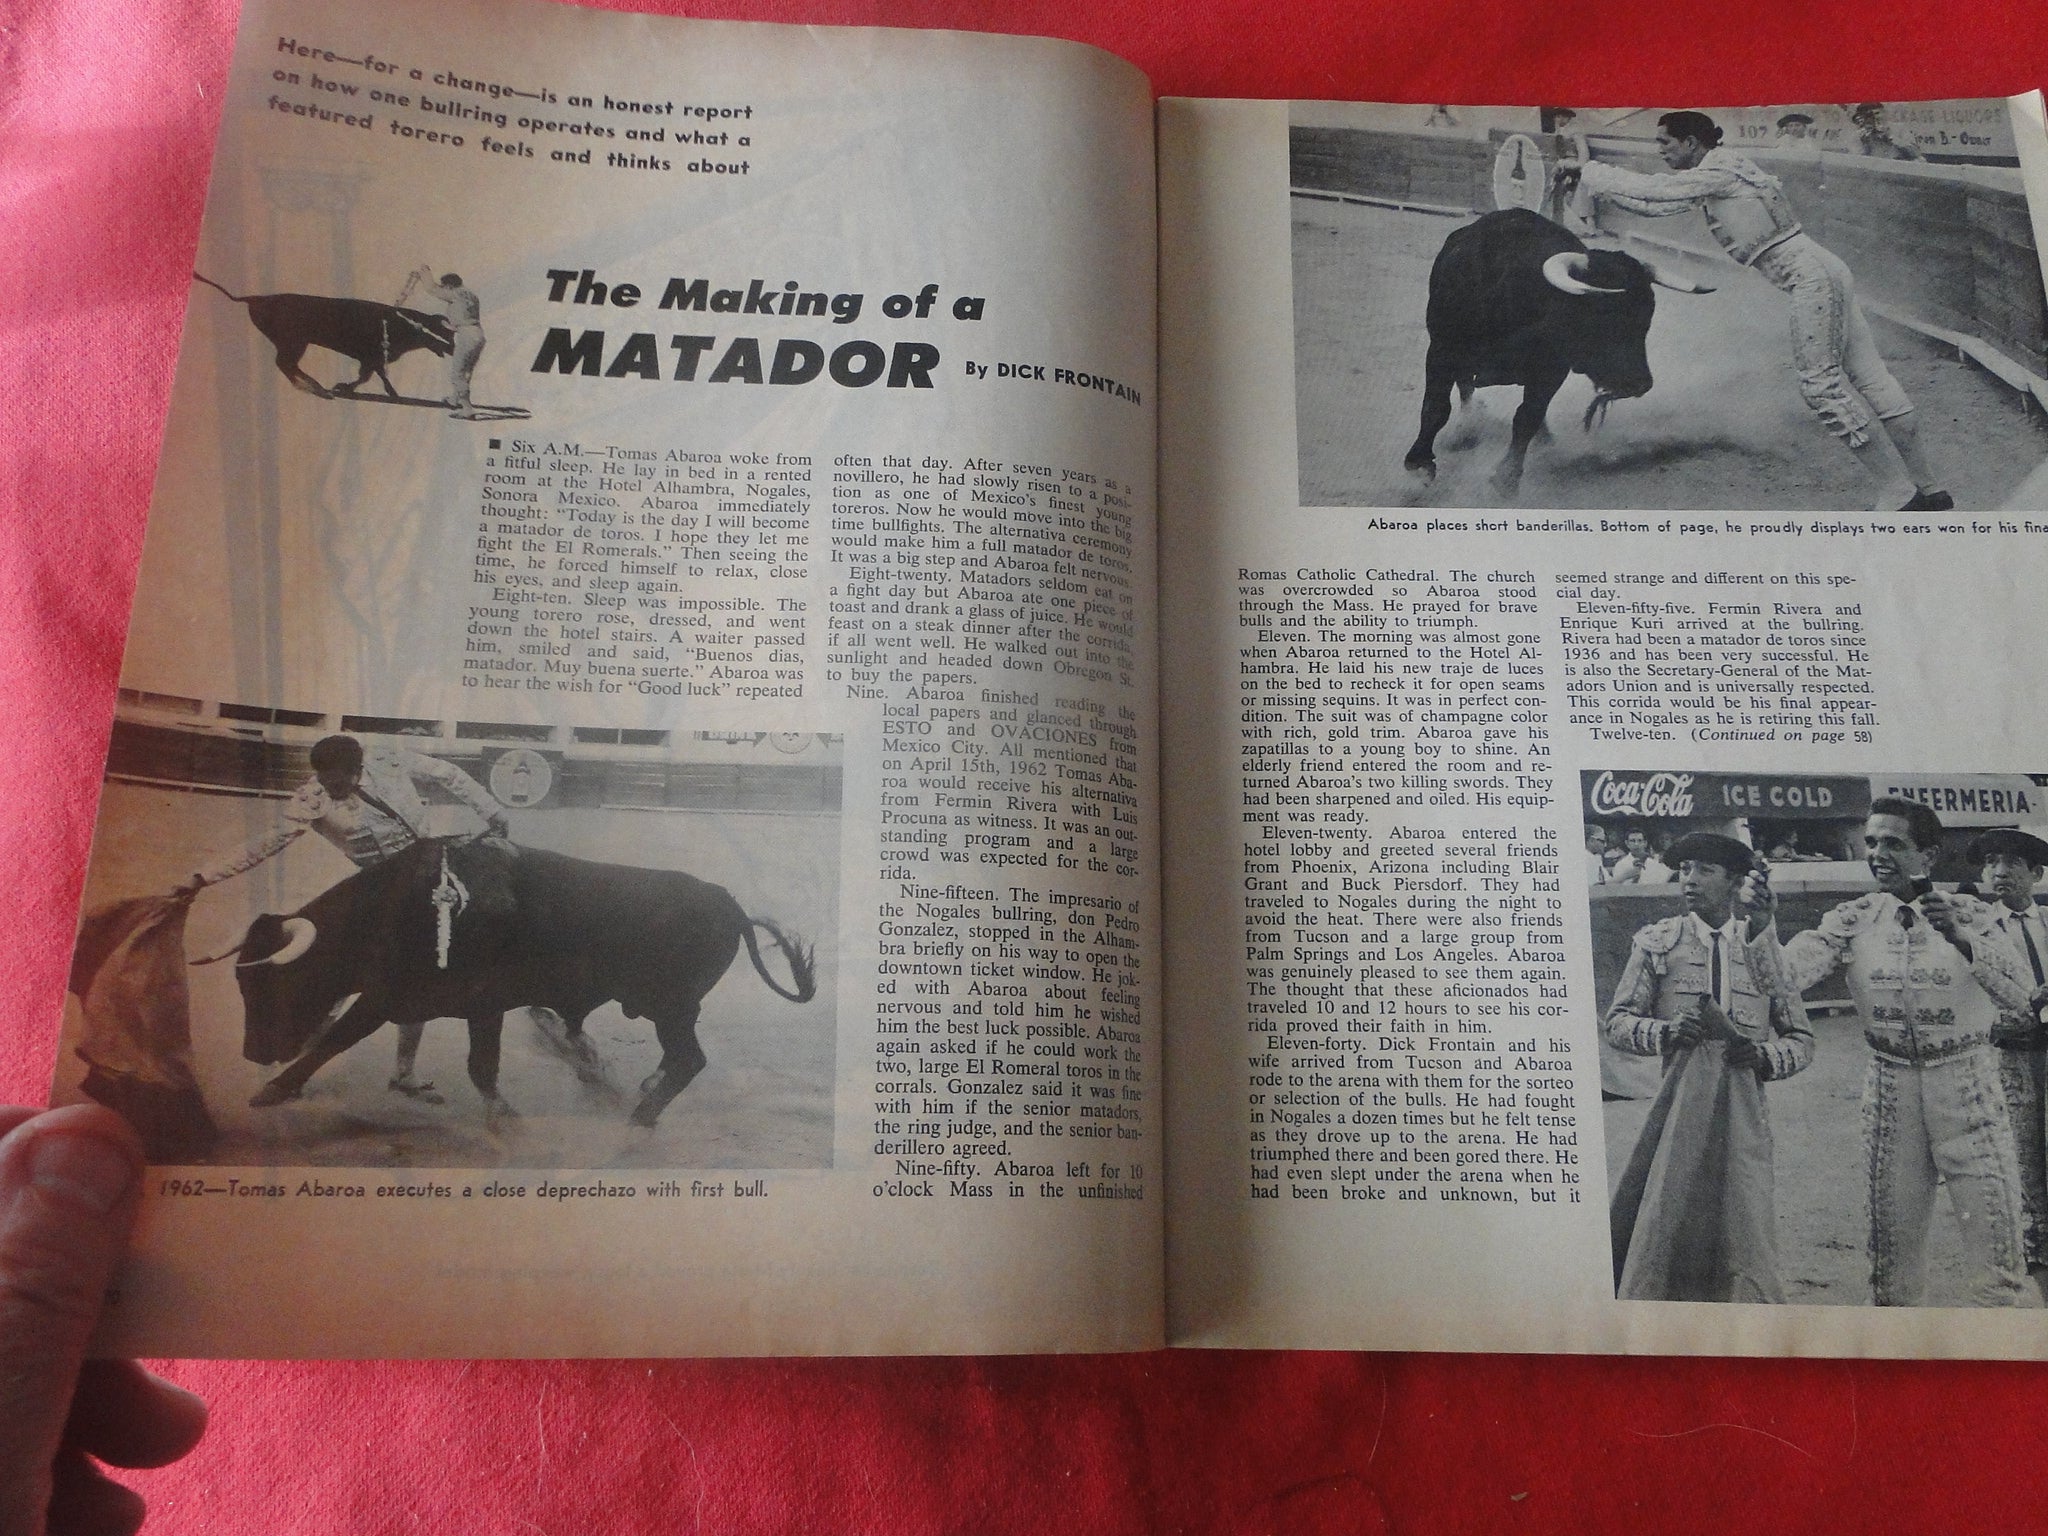 Here—for a change—is an honest report
on how one bullring operates and what a
featured torero feels and thinks about
The Making of a
MATADOR
By DICK FRONTAIN
■ Six A.M.—Tomas Abaroa woke from
a fitful sleep. He lay in bed in a rented
room at the Hotel Alhambra, Nogales,
Sonora Mexico. Abaroa immediately
thought: "Today is the day I will become
a matador de toros. I hope they let me
fight the El Romerals." Then seeing the
time, he forced himself to relax, close
his eyes, and sleep again.
Eight-ten. Sleep was impossible. The
young torero rose, dressed, and went
down the hotel stairs. A waiter passed
him, smiled and said, "Buenos dias,
matador. Muy buena suerte." Abaroa was
to hear the wish for "Good luck" repeated
often that day. After seven years as a
novillero, he had slowly risen to a posi-
tion as one of Mexico's finest young
toreros. Now he would move into the big
time bullfights. The alternativa ceremony
would make him a full matador de toros.
It was a big step and Abaroa felt nervous.
Eight-twenty. Matadors seldom eat on
a fight day but Abaroa ate one piece of
toast and drank a glass of juice. He would
feast on a steak dinner after the corrida,
if all went well. He walked out into the
sunlight and headed down Obregon St.
to buy the papers.
Nine. Abaroa finished reading the
local papers and glanced through
ESTO and OVACIONES from
Mexico City. All mentioned that
on April 15th, 1962 Tomas Aba-
roa would receive his alternativa
from Fermin Rivera with Luis
Procuna as witness. It was an out-
standing program and a large
crowd was expected for the cor-
rida.
Nine-fifteen. The impresario of
the Nogales bullring, don Pedro
Gonzalez, stopped in the Alham-
bra briefly on his way to open the
downtown ticket window. He jok-
ed with Abaroa about feeling
nervous and told him he wished
him the best luck possible. Abaroa
again asked if he could work the
two, large El Romeral toros in the
corrals. Gonzalez said it was fine
with him if the senior matadors,
the ring judge, and the senior ban-
derillero agreed.
Nine-fifty. Abaroa left for 10
o'clock Mass in the unfinished
1962—Tomas Abaroa executes a close deprechazo with first bull.
PACKAGE LIQUORS
107
Abaroa places short banderillas. Bottom of page, he proudly displays two ears won for his fina
Romas Catholic Cathedral. The church
was overcrowded so Abaroa stood
through the Mass. He prayed for brave
bulls and the ability to triumph.
Eleven. The morning was almost gone
when Abaroa returned to the Hotel Al-
hambra. He laid his new traje de luces
on the bed to recheck it for open seams
or missing sequins. It was in perfect con-
dition. The suit was of champagne color
with rich, gold trim. Abaroa gave his
zapatillas to a young boy to shine. An
elderly friend entered the room and re-
turned Abaroa's two killing swords. They
had been sharpened and oiled. His equip-
ment was ready.
Eleven-twenty. Abaroa entered the
hotel lobby and greeted several friends
from Phoenix, Arizona including Blair
Grant and Buck Piersdorf. They had
traveled to Nogales during the night to
avoid the heat. There were also friends
from Tucson and a large group from
Palm Springs and Los Angeles. Abaroa
was genuinely pleased to see them again.
The thought that these aficionados had
traveled 10 and 12 hours to see his cor-
rida proved their faith in him.
Eleven-forty. Dick Frontain and his
wife arrived from Tucson and Abaroa
rode to the arena with them for the sorteo
or selection of the bulls. He had fought
in Nogales a dozen times but he felt tense
as they drove up to the arena. He had
triumphed there and been gored there. He
had even slept under the arena when he
had been broke and unknown, but it
seemed strange and different on this spe-
cial day.
Eleven-fifty-five. Fermin Rivera and
Enrique Kuri arrived at the bullring.
Rivera had been a matador de toros since
1936 and has been very successful. He
is also the Secretary-General of the Mat-
adors Union and is universally respected.
This corrida would be his final appear-
ance in Nogales as he is retiring this fall.
Twelve-ten. (Continued on page 58)
Coca-Cola ICE COLD ENFERMERIA